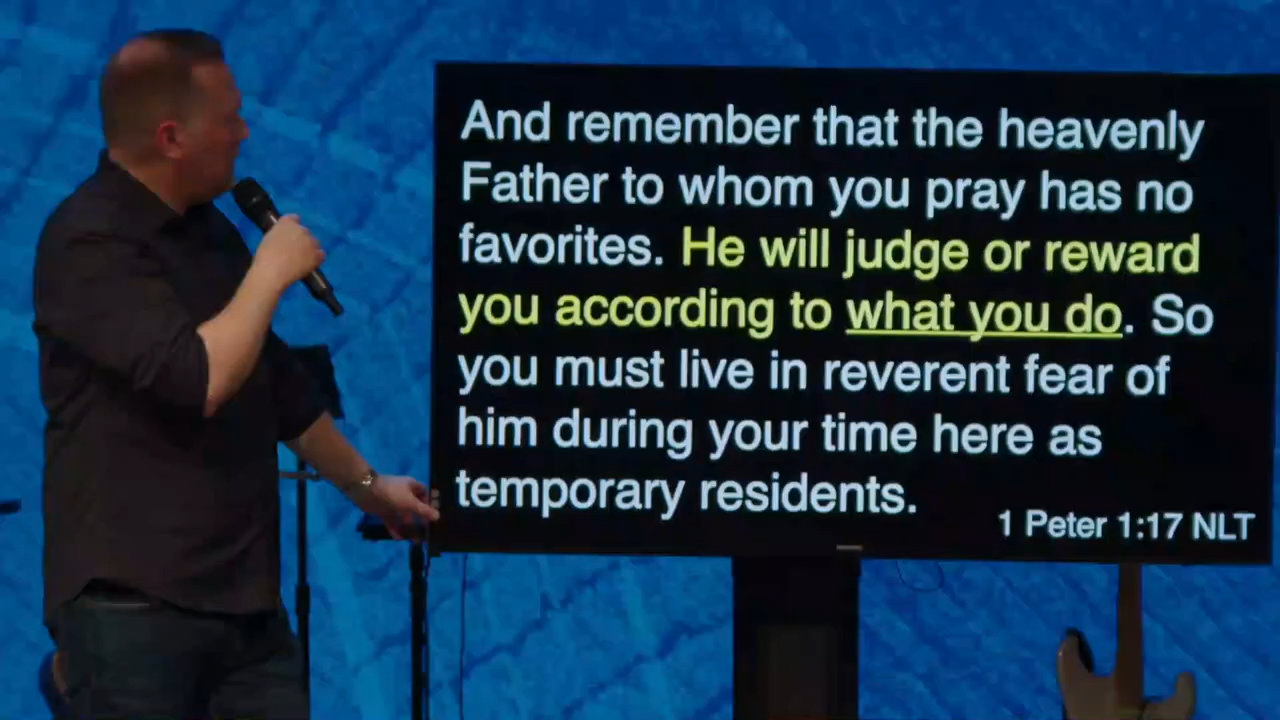 And remember that the heavenly
Father to whom you pray has no
favorites. He will judge or reward
you according to what you do. So
you must live in reverent fear of
him during your time here as
temporary residents.
1 Peter 1:17 NLT